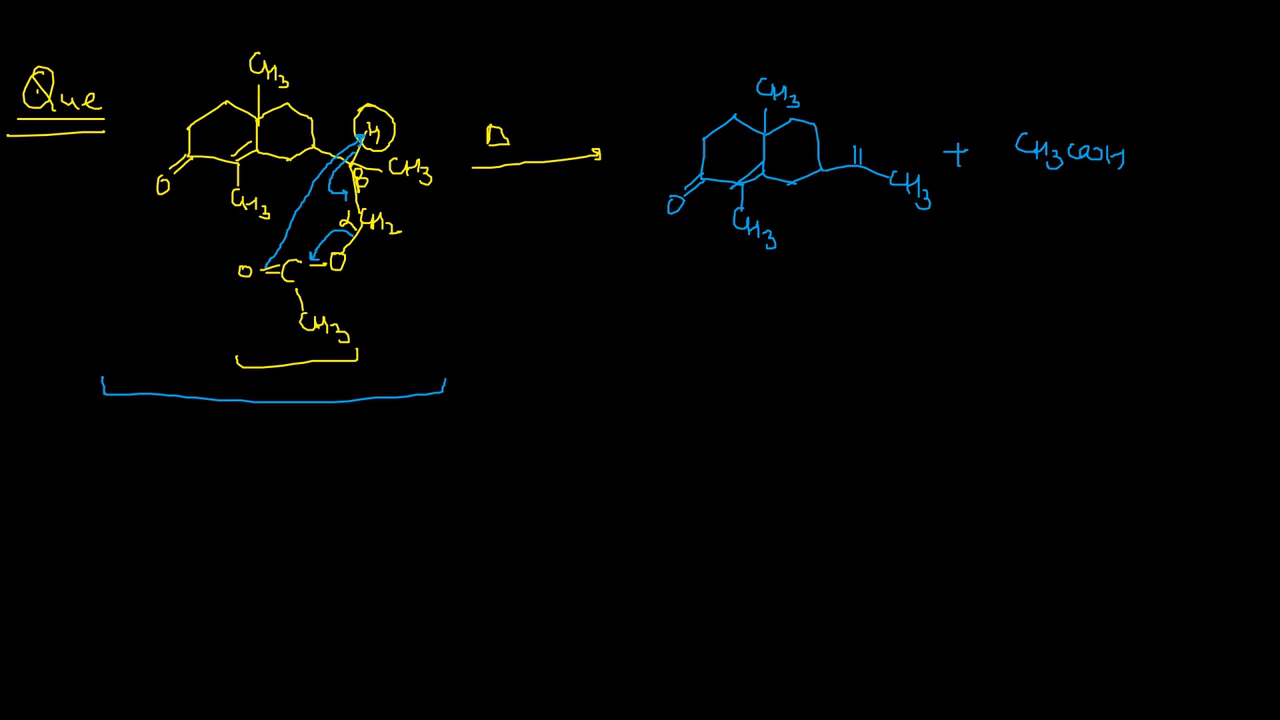 Que
CH3
H
CH3
β
O
CH3
α CH2
O = C - O
CH3
Δ
CH3
O
CH3
CH3
+ CH3COOH